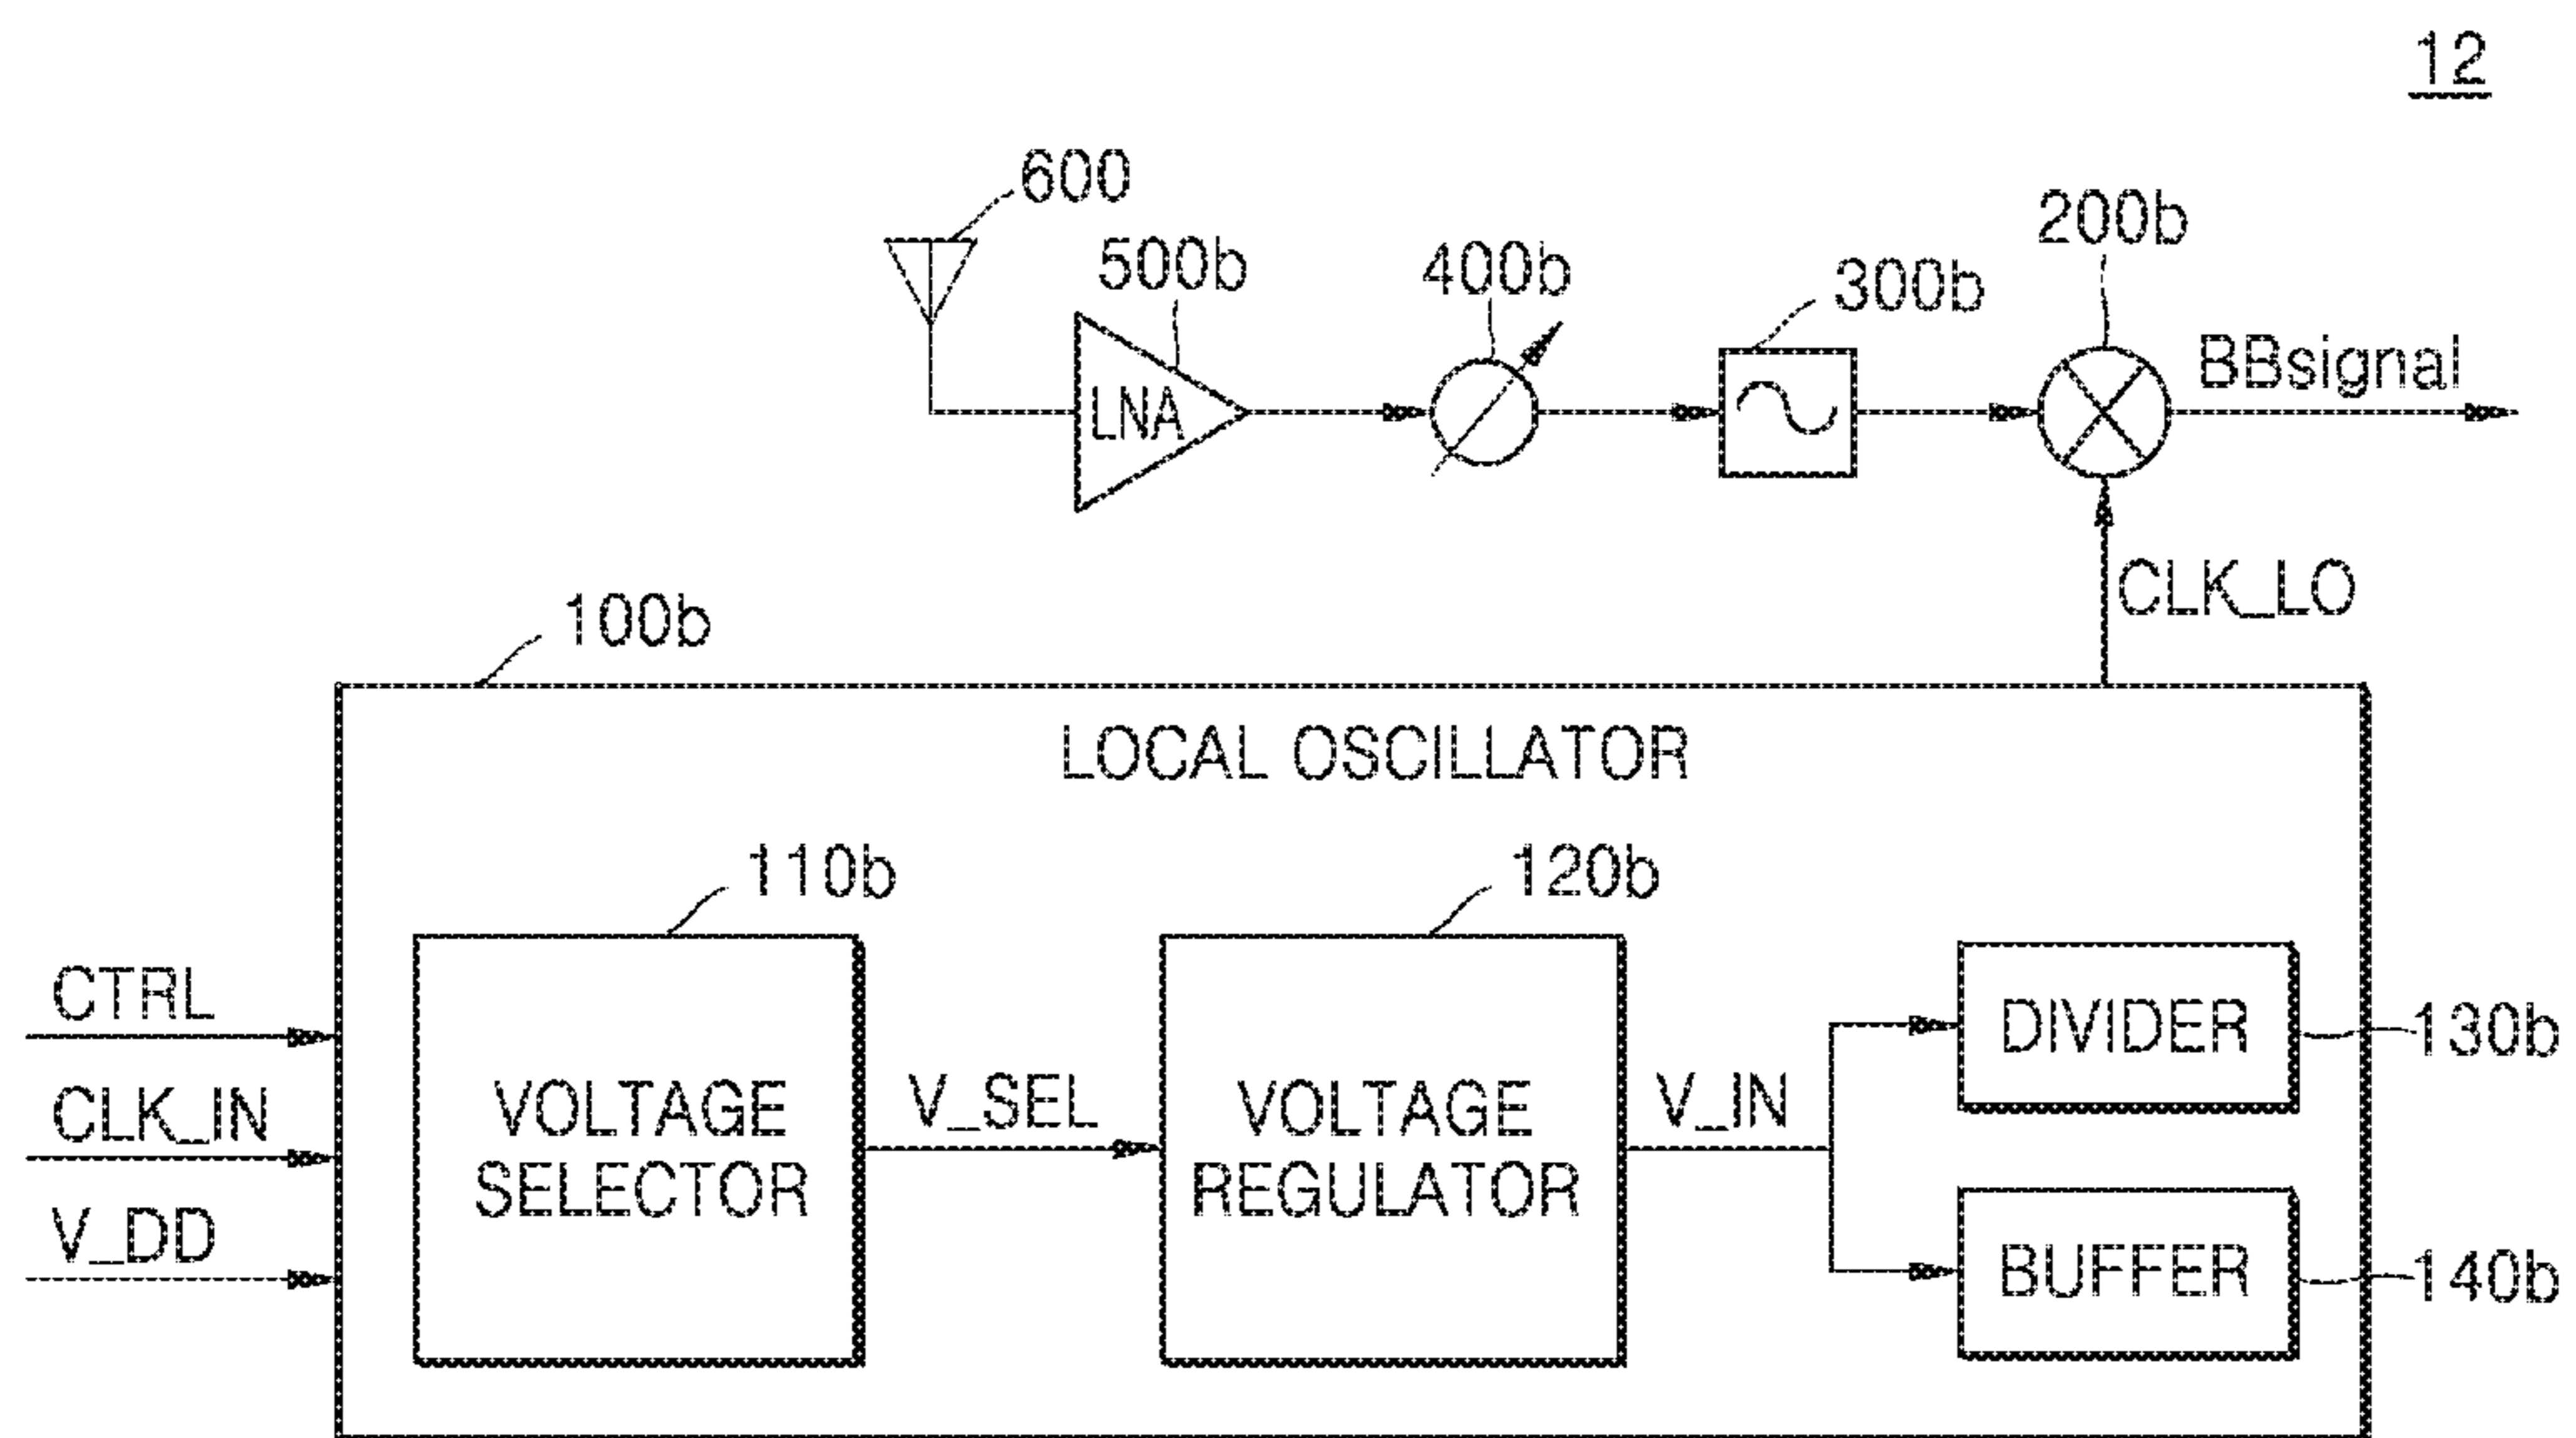 12
600
500b
400b
300b
200b
LNA
BBsignal
CLK_LO
100b
LOCAL OSCILLATOR
110b
120b
CTRL
CLK_IN
V_DD
VOLTAGE
SELECTOR
V_SEL
VOLTAGE
REGULATOR
V_IN
DIVIDER
130b
BUFFER
140b